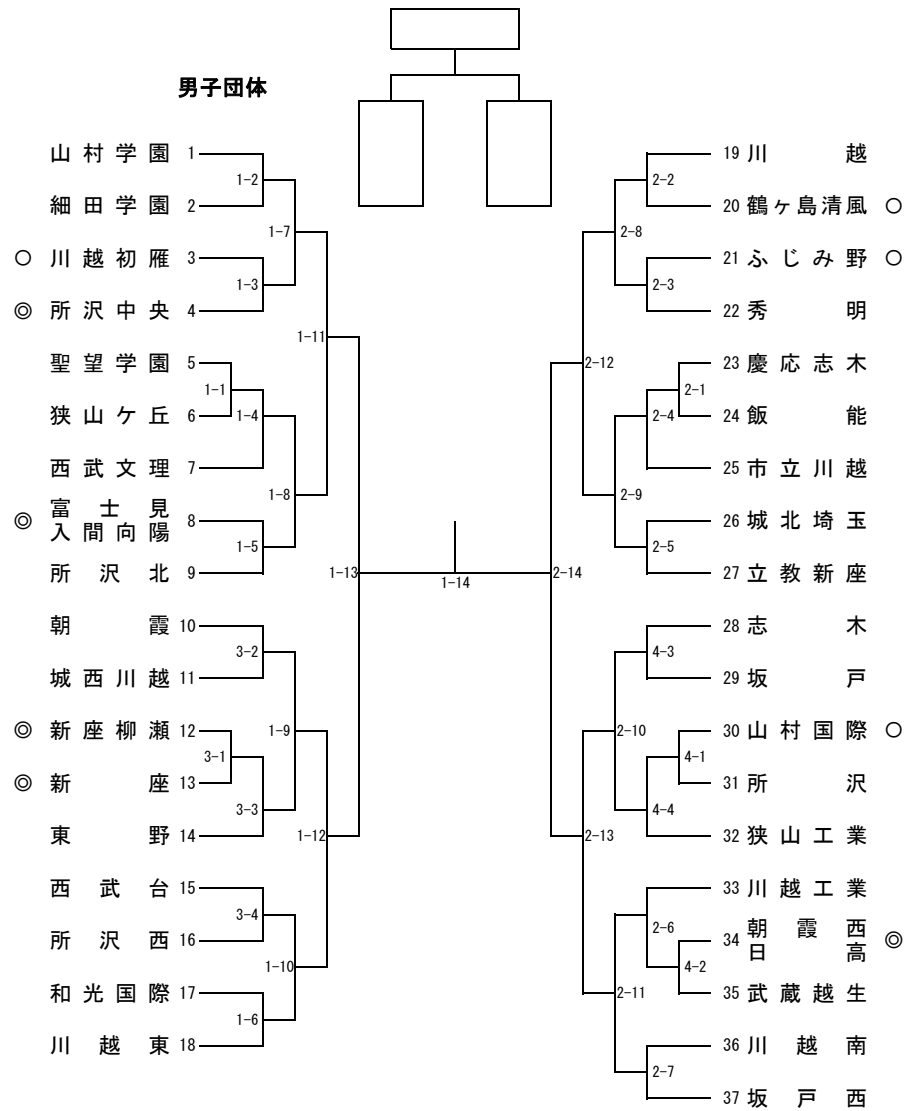 男子団体
山村学園 1
1-2
細田学園 2
1-7
○ 川越初雁 3
1-3
◎ 所沢中央 4
1-11
聖望学園 5
1-1
狭山ケ丘 6
1-4
西武文理 7
1-8
◎ 富士見
入間向陽 8
1-5
所沢北 9
1-13
朝霞 10
3-2
城西川越 11
1-9
◎ 新座柳瀬 12
3-1
◎ 新座 13
3-3
東野 14
1-12
西武台 15
3-4
所沢西 16
1-10
和光国際 17
1-6
川越東 18
1-14
19 川越
2-2
20 鶴ヶ島清風 ○
2-8
21 ふじみ野 ○
2-3
22 秀明
2-12
23 慶応志木
2-1
24 飯能
2-4
25 市立川越
2-9
26 城北埼玉
2-5
27 立教新座
2-14
28 志木
4-3
29 坂戸
2-10
30 山村国際 ○
4-1
31 所沢
4-4
32 狭山工業
2-13
33 川越工業
2-6
34 朝霞西
日高 ◎
4-2
35 武蔵越生
2-11
36 川越南
2-7
37 坂戸西